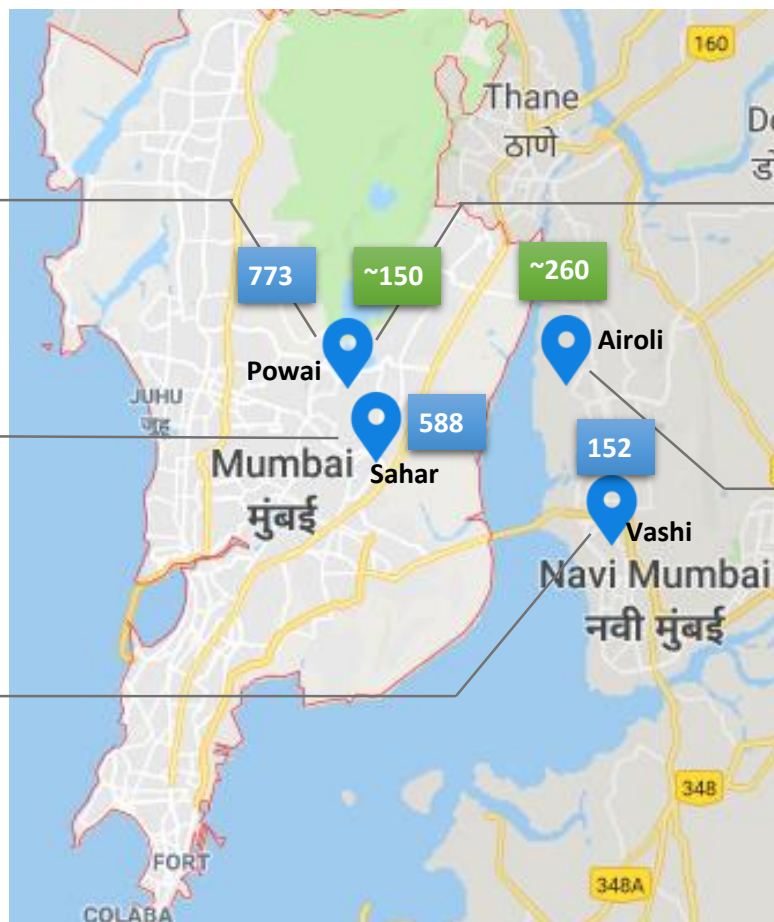 160
Thane
ठाणे
773
~150
~260
Airoli
Powai
JUHU
जुहू
588
152
Mumbai
मुंबई
Sahar
Vashi
Navi Mumbai
नवी मुंबई
348
FORT
348A
COLABA